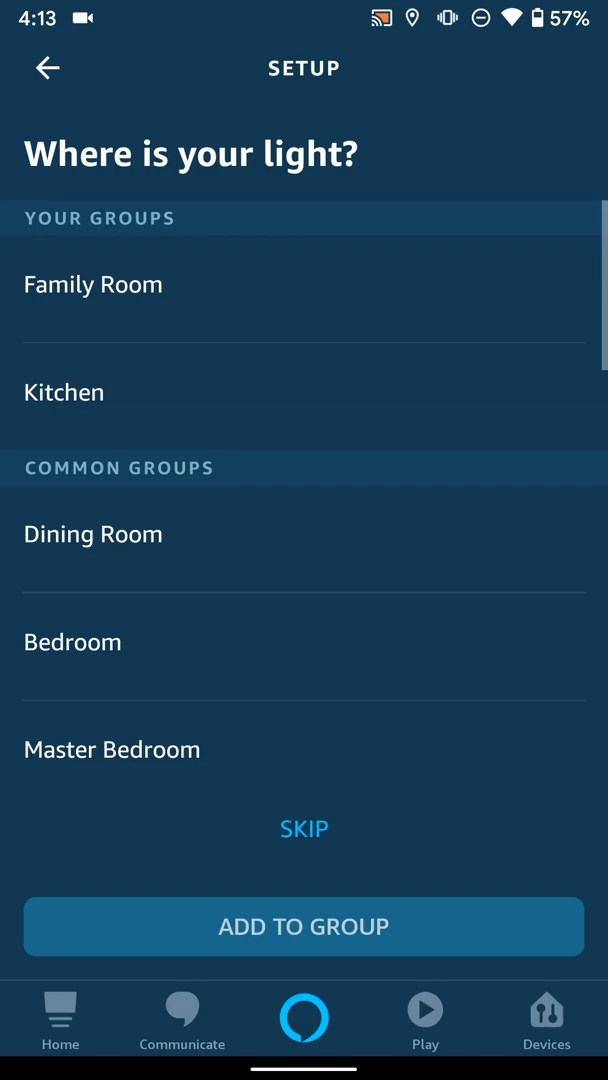 4:13
57%
SETUP
Where is your light?
YOUR GROUPS
Family Room
Kitchen
COMMON GROUPS
Dining Room
Bedroom
Master Bedroom
SKIP
ADD TO GROUP
Home
Communicate
Play
Devices